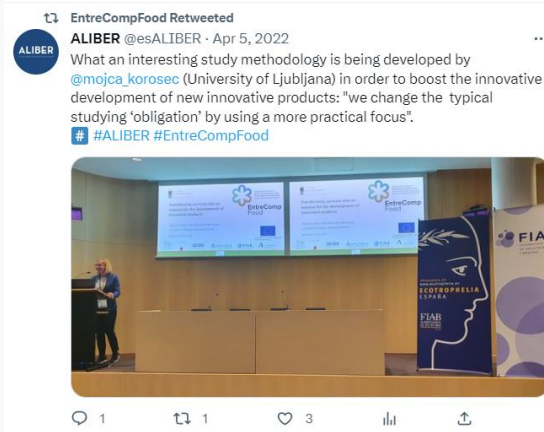 EntreCompFood Retweeted
ALIBER
ALIBER @esALIBER · Apr 5, 2022
What an interesting study methodology is being developed by
@mojca_korosec (University of Ljubljana) in order to boost the innovative
development of new innovative products: "we change the typical
studying ‘obligation’ by using a more practical focus".
# #ALIBER #EntreCompFood
EntreComp
Food
EntreComp
Food
ECOTROPHELIA
ESPAÑA
FIAB
FIA
1
1
3